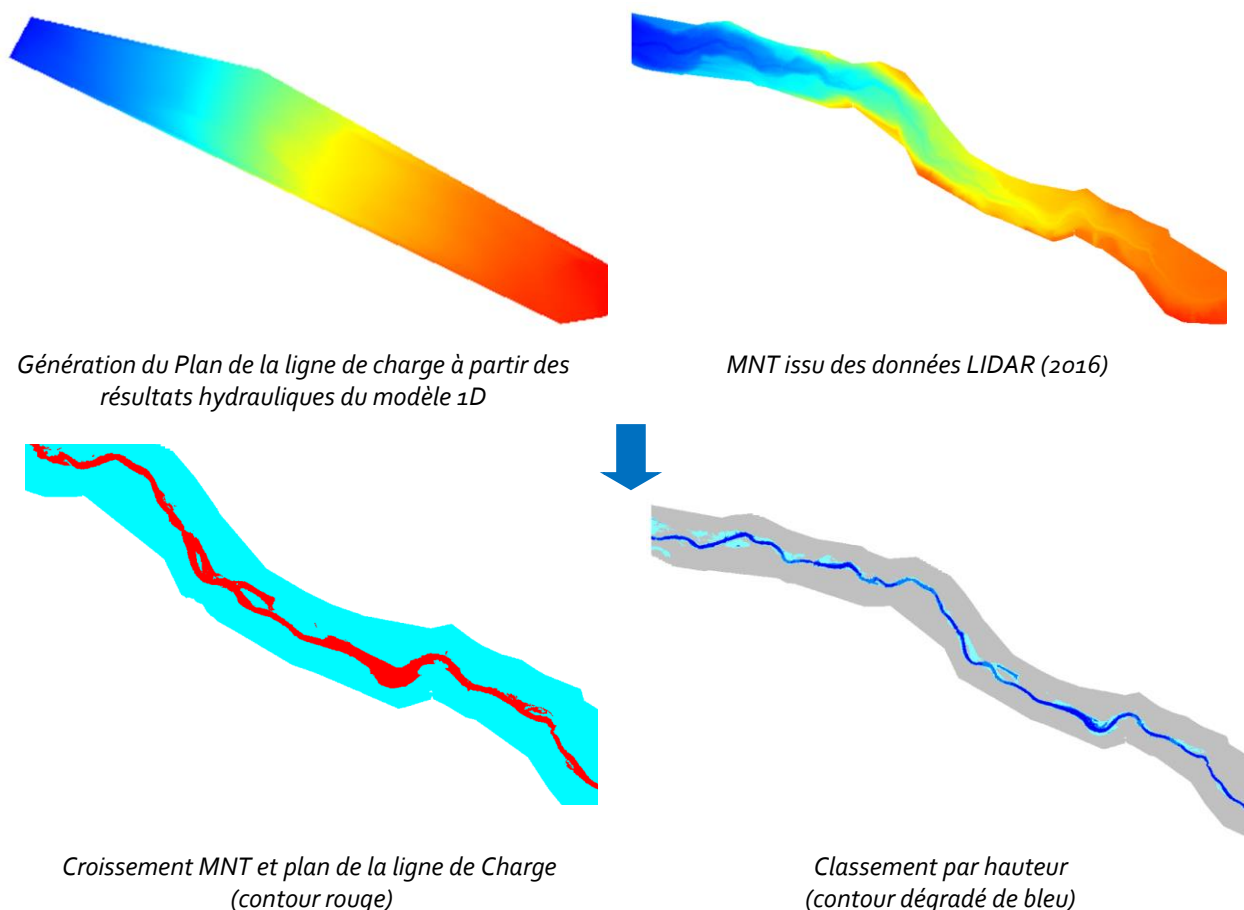 Génération du Plan de la ligne de charge à partir des
résultats hydrauliques du modèle 1D
MNT issu des données LIDAR (2016)
Croissement MNT et plan de la ligne de Charge
(contour rouge)
Classement par hauteur
(contour dégradé de bleu)